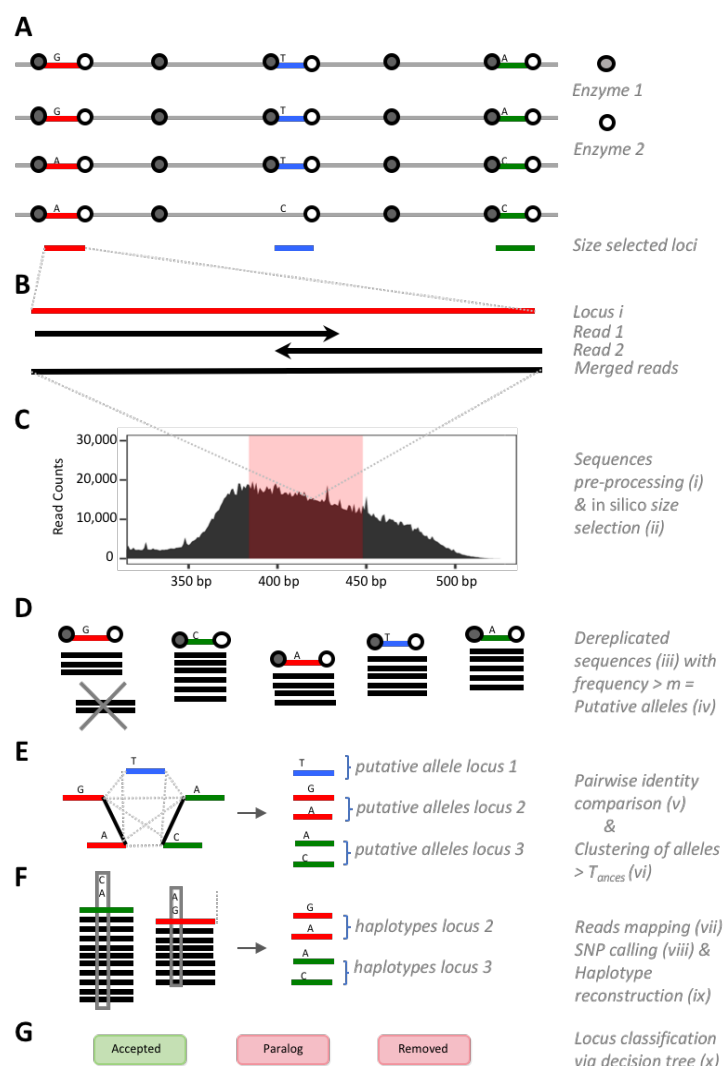 A
G T A
Enzyme 1
G T A
Enzyme 2
A T C
A C C
Size selected loci
B
Locus i
Read 1
Read 2
Merged reads
C
30,000
20,000
10,000
0
Read Counts
350 bp 400 bp 450 bp 500 bp
Sequences
pre-processing (i)
& in silico size
selection (ii)
D
G C A T A
Dereplicated
sequences (iii) with
frequency > m =
Putative alleles (iv)
E
T
G A
A C
T
putative allele locus 1
G
A
putative alleles locus 2
A
C
putative alleles locus 3
Pairwise identity
comparison (v)
&
Clustering of alleles
> Tances (vi)
F
C
A
A
G
G
A
haplotypes locus 2
A
C
haplotypes locus 3
Reads mapping (vii)
SNP calling (viii) &
Haplotype
reconstruction (ix)
G
Accepted Paralog Removed
Locus classification
via decision tree (x)